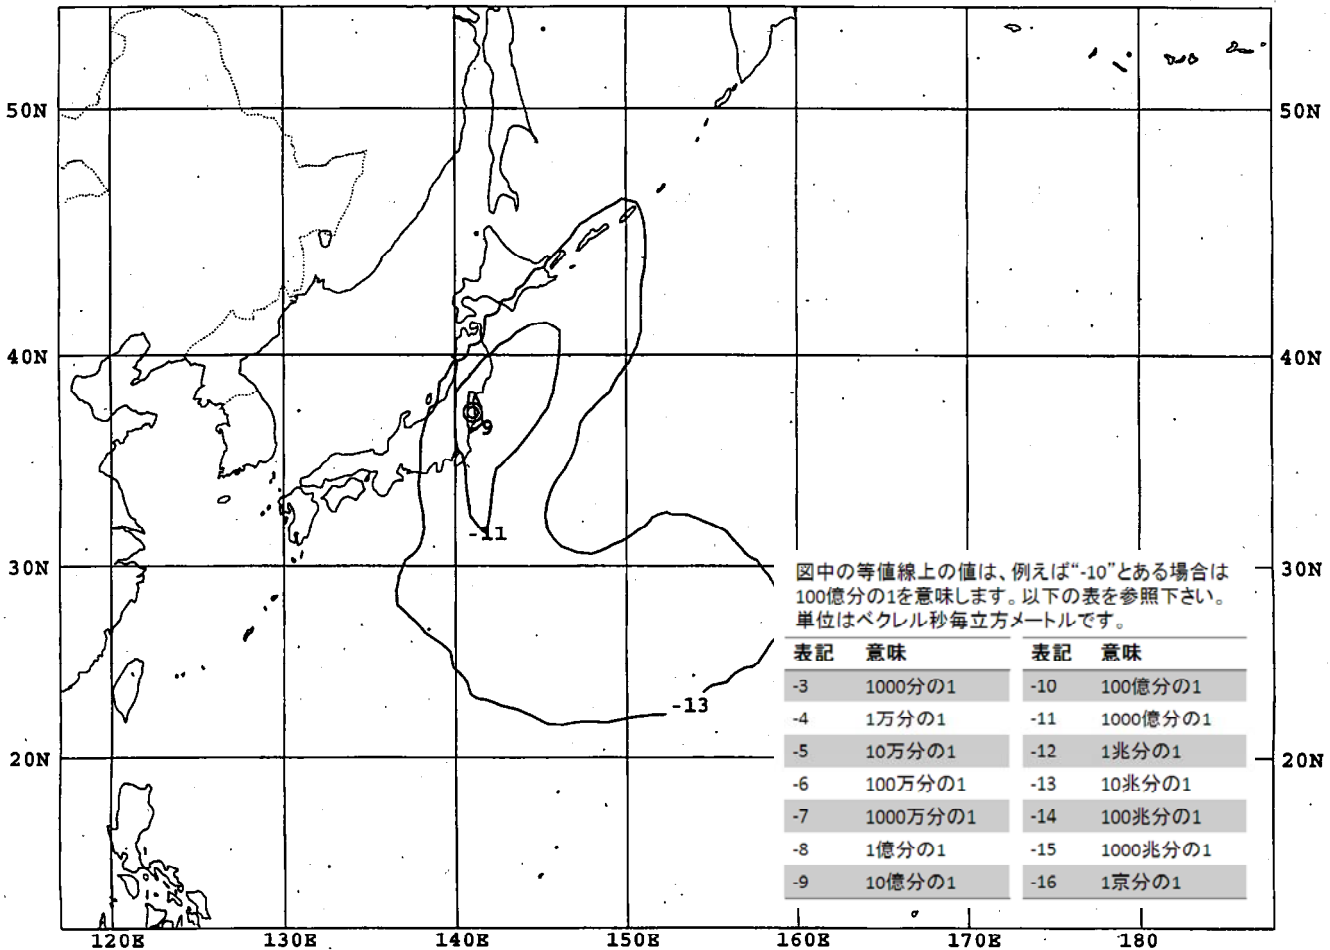 50N
50N
40N
40N
-9
-11
30N
30N
図中の等値線上の値は、例えば“-10”とある場合は
100億分の1を意味します。以下の表を参照下さい。
単位はベクレル秒毎立方メートルです。
表記 意味 表記 意味
-3 1000分の1 -10 100億分の1
-4 1万分の1 -11 1000億分の1
-5 10万分の1 -12 1兆分の1
-6 100万分の1 -13 10兆分の1
-7 1000万分の1 -14 100兆分の1
-8 1億分の1 -15 1000兆分の1
-9 10億分の1 -16 1京分の1
-13
20N
20N
120E 130E 140E 150E 160E 170E 180